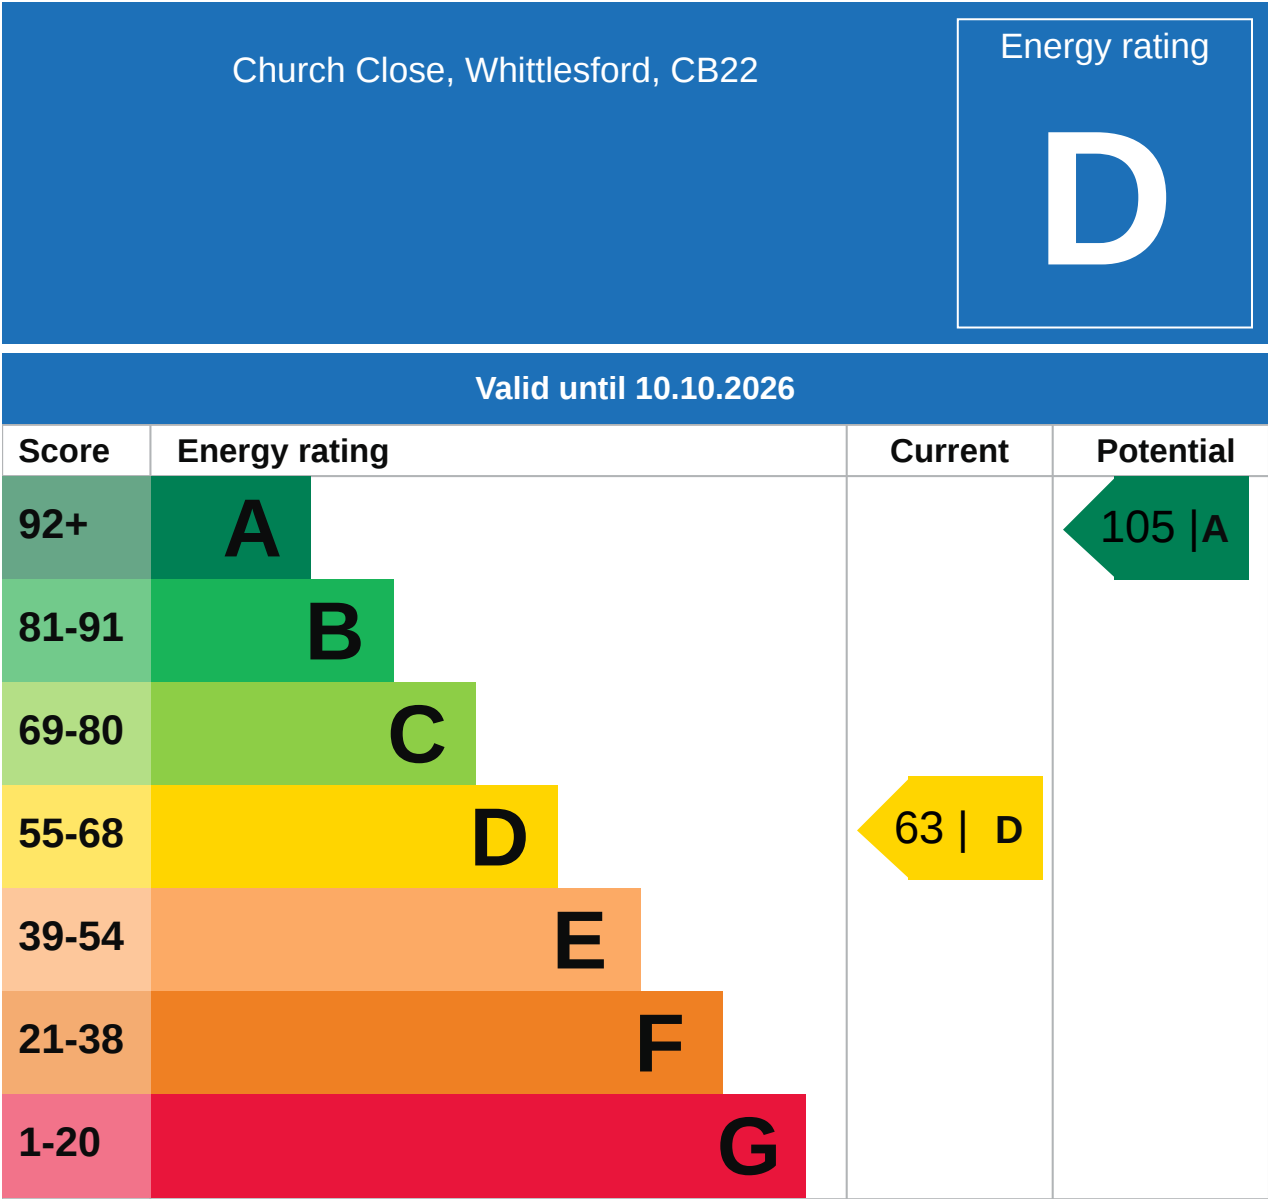 Church Close, Whittlesford, CB22
Energy rating
D
Valid until 10.10.2026
Score Energy rating Current Potential
92+ A 105 | A
81-91 B
69-80 C
55-68 D 63 | D
39-54 E
21-38 F
1-20 G